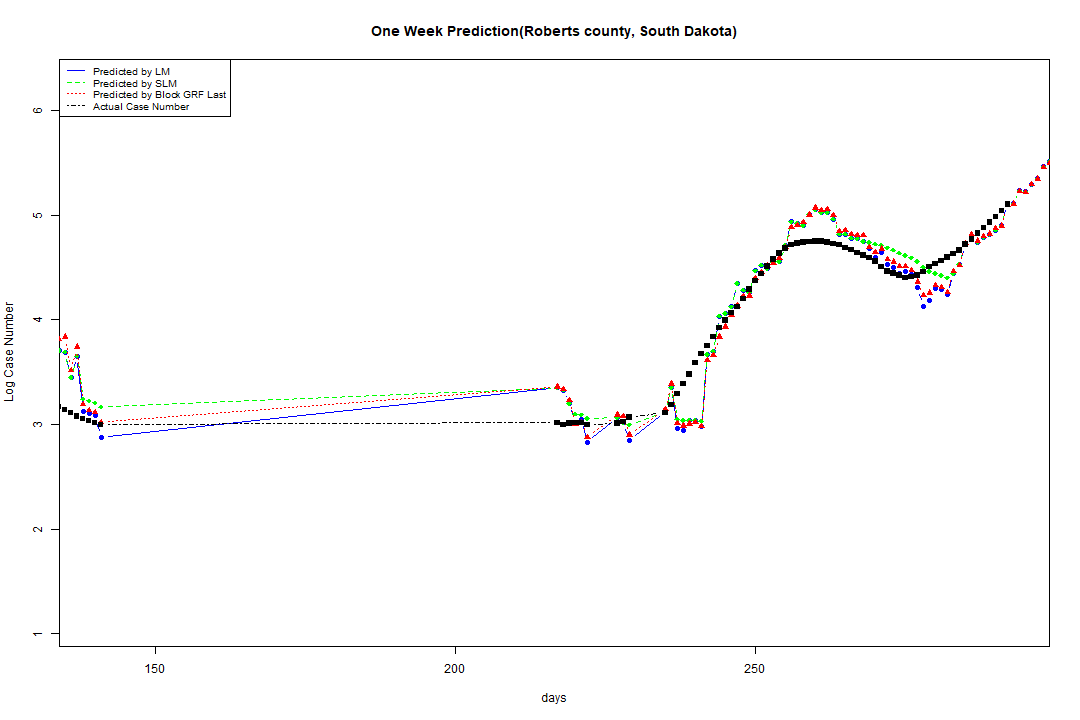 One Week Prediction(Roberts county, South Dakota)
Predicted by LM
Predicted by SLM
Predicted by Block GRF Last
Actual Case Number
6
5
4
3
2
1
Log Case Number
150
200
250
days